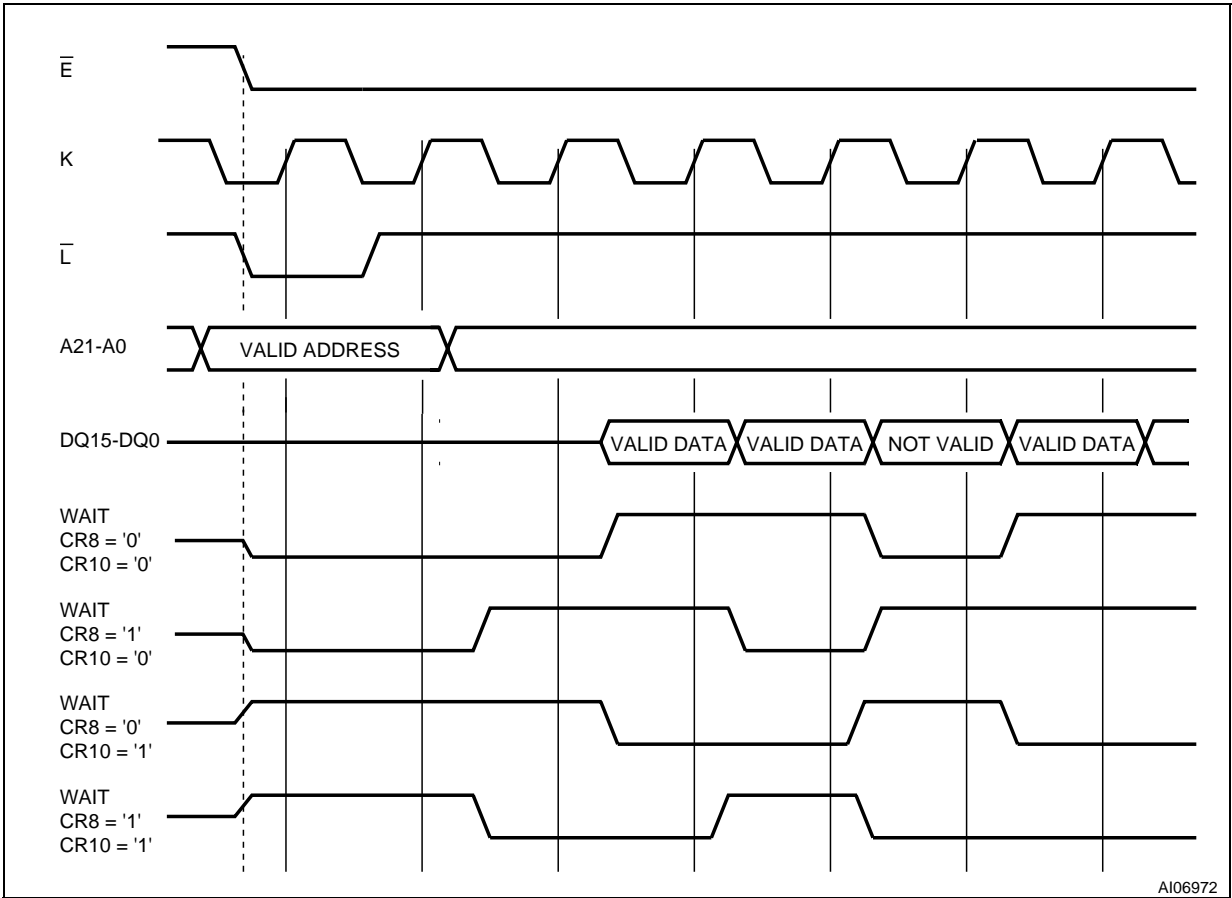 E
K
L
A21-A0
VALID ADDRESS
DQ15-DQ0
VALID DATA
VALID DATA
NOT VALID
VALID DATA
WAIT
CR8 = '0'
CR10 = '0'
WAIT
CR8 = '1'
CR10 = '0'
WAIT
CR8 = '0'
CR10 = '1'
WAIT
CR8 = '1'
CR10 = '1'
AI06972